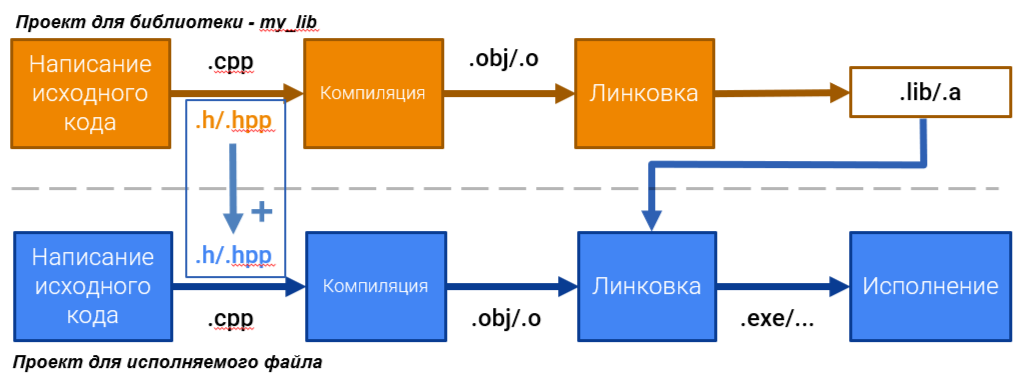 Проект для библиотеки - my_lib
Написание
исходного
кода
.cpp
.h/.hpp
Компиляция
.obj/.o
Линковка
.lib/.a
+
.h/.hpp
Написание
исходного
кода
.cpp
Компиляция
.obj/.o
Линковка
.exe/...
Исполнение
Проект для исполняемого файла